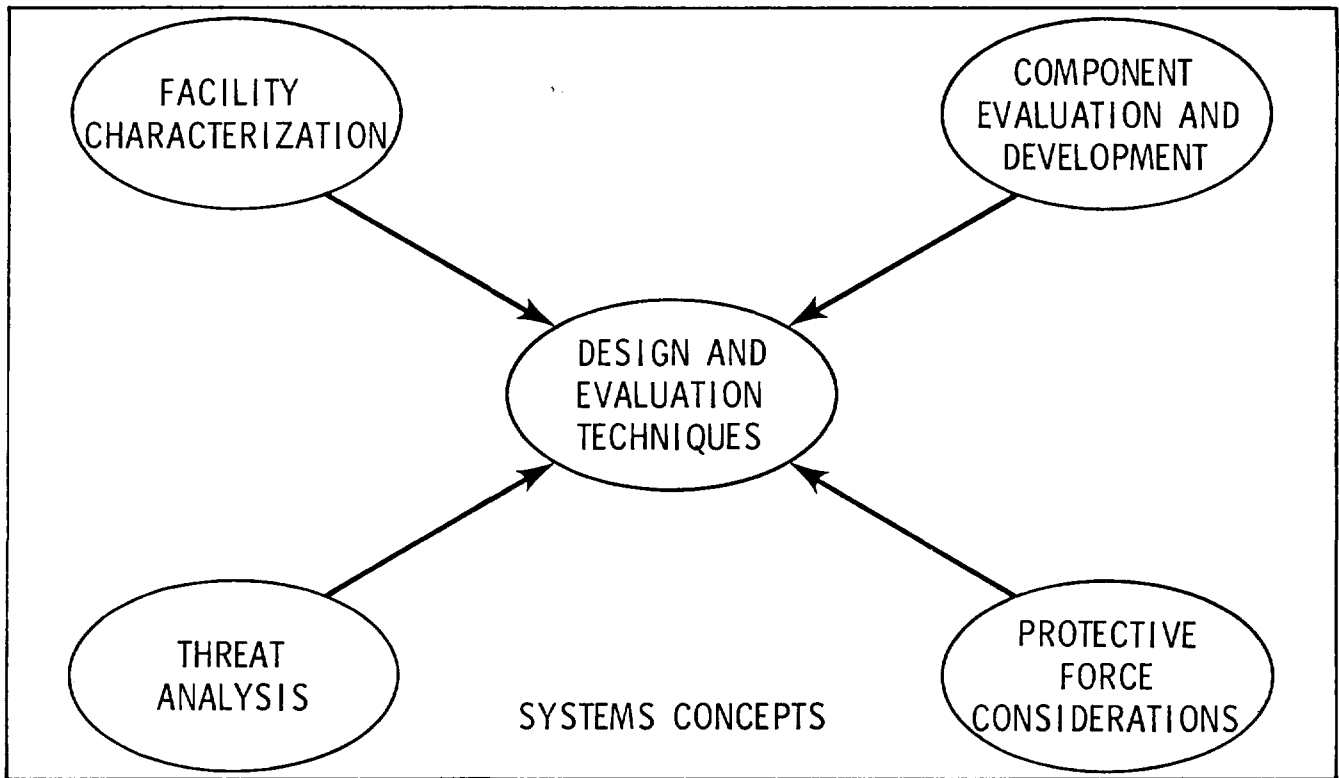 FACILITY
CHARACTERIZATION
COMPONENT
EVALUATION AND
DEVELOPMENT
DESIGN AND
EVALUATION
TECHNIQUES
THREAT
ANALYSIS
SYSTEMS CONCEPTS
PROTECTIVE
FORCE
CONSIDERATIONS